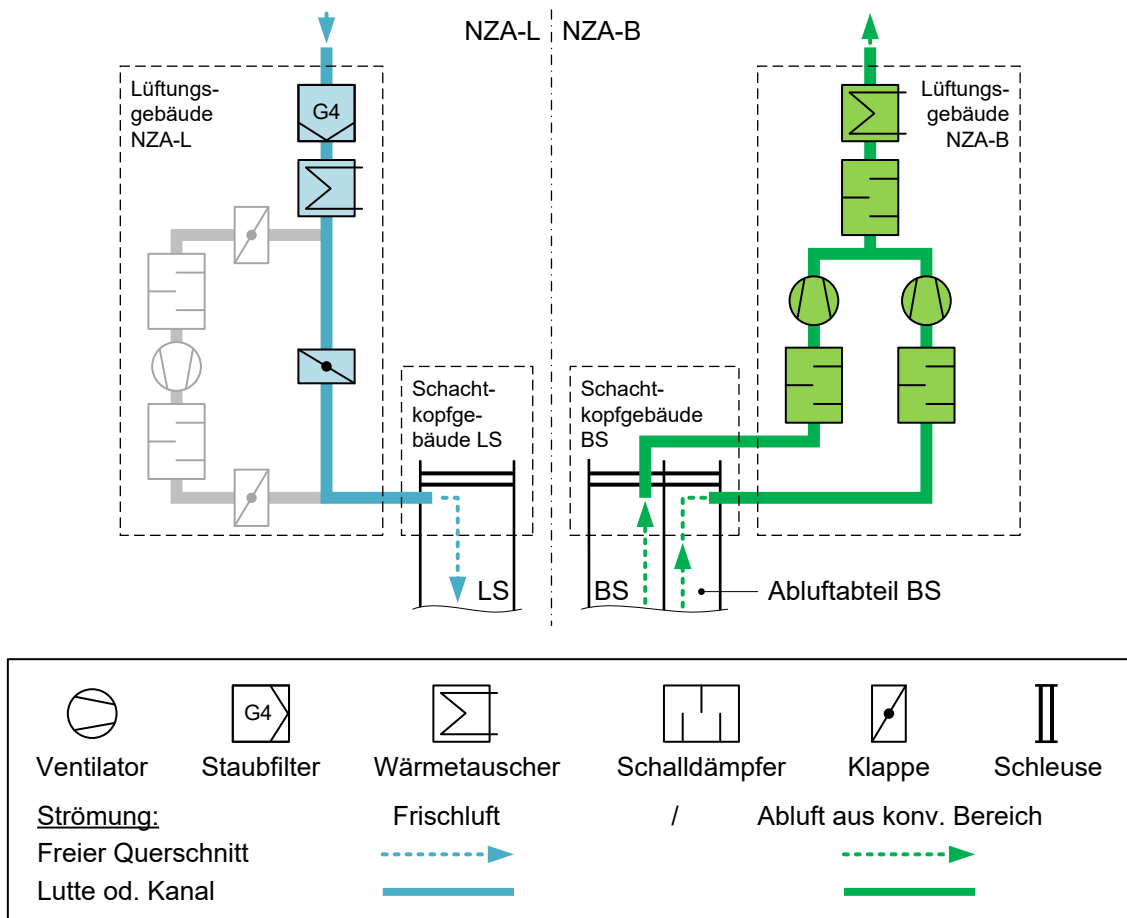 NZA-L
NZA-B
Lüftungs-
gebäude
NZA-L
G4
Lüftungs-
gebäude
NZA-B
Schacht-
kopfge-
bäude LS
Schacht-
kopfgebäude
BS
LS
BS
Abluftabteil BS
G4
Ventilator
Staubfilter
Wärmetauscher
Schalldämpfer
Klappe
Schleuse
Strömung: Frischluft / Abluft aus konv. Bereich
Freier Querschnitt
Lutte od. Kanal